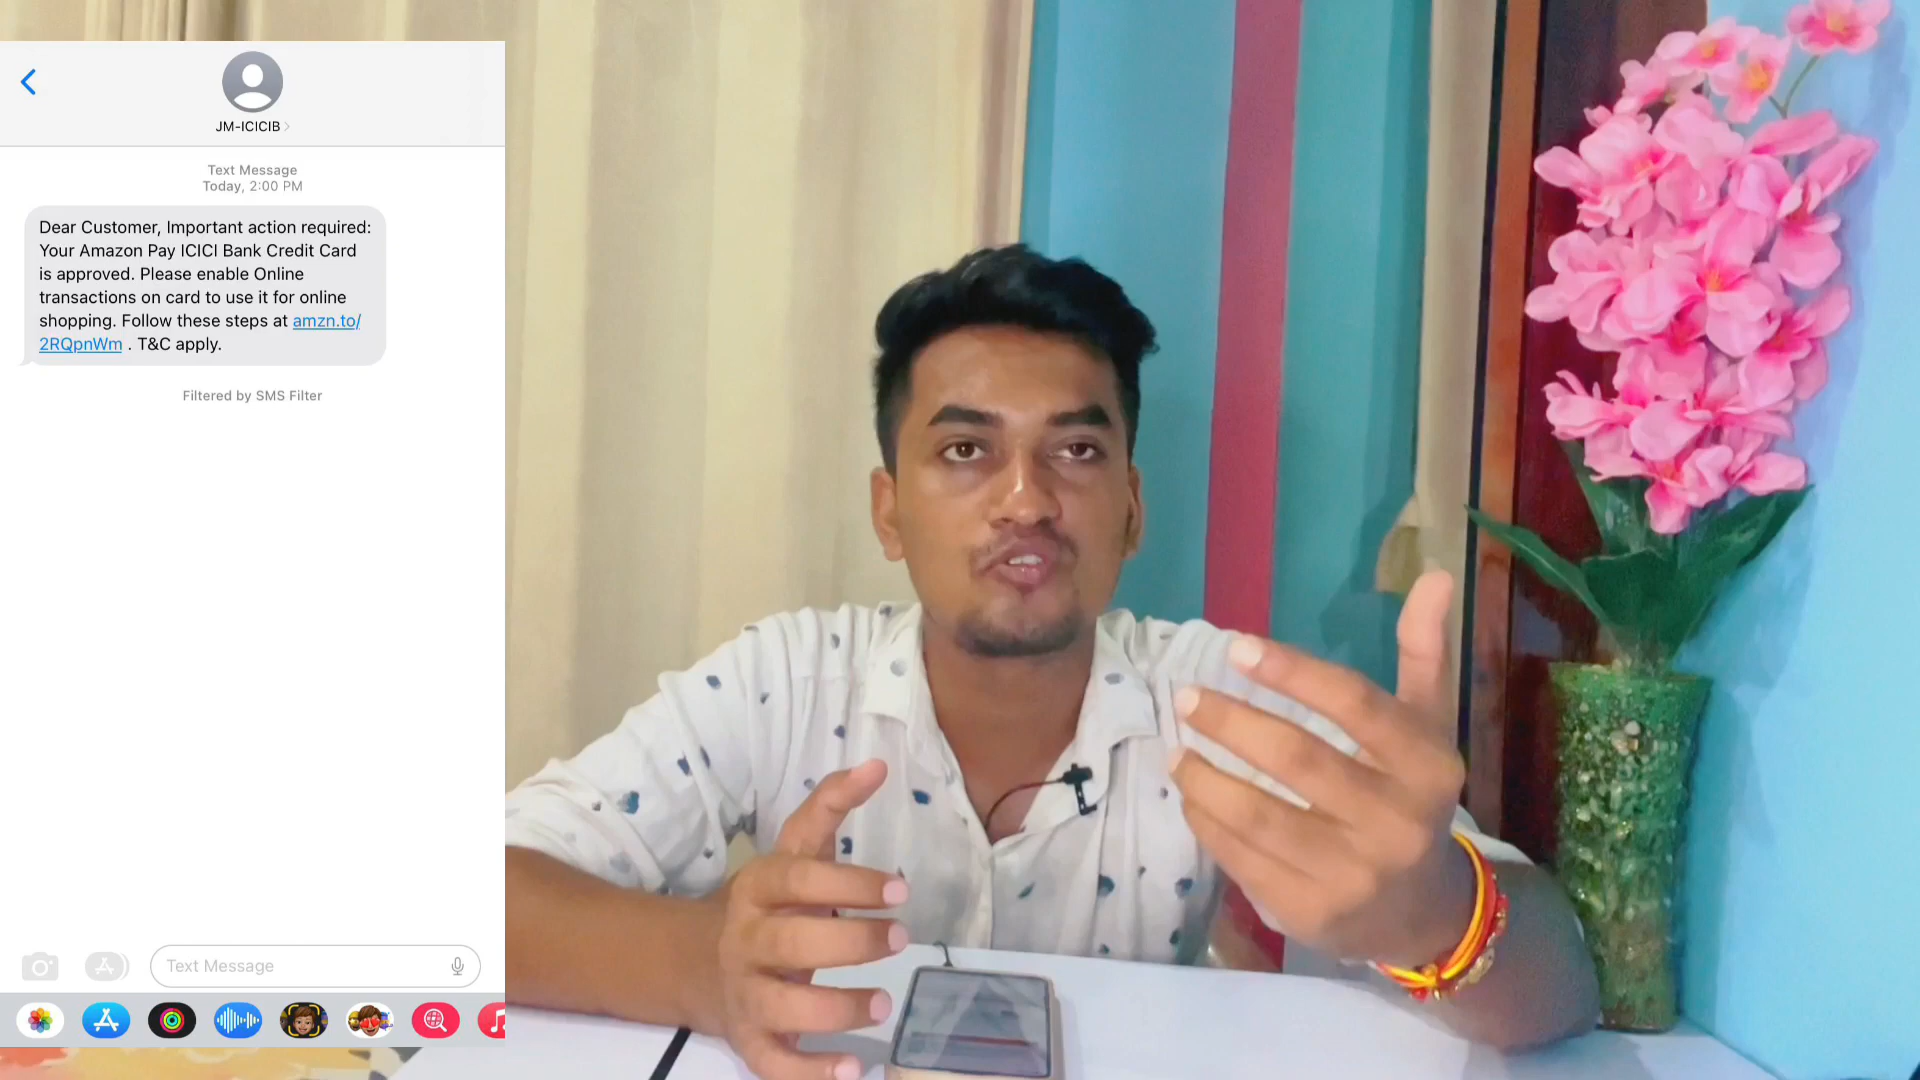 JM-ICICIB
Text Message
Today, 2:00 PM
Dear Customer, Important action required:
Your Amazon Pay ICICI Bank Credit Card
is approved. Please enable Online
transactions on card to use it for online
shopping. Follow these steps at amzn.to/
2RQpnWm . T&C apply.
Filtered by SMS Filter
Text Message